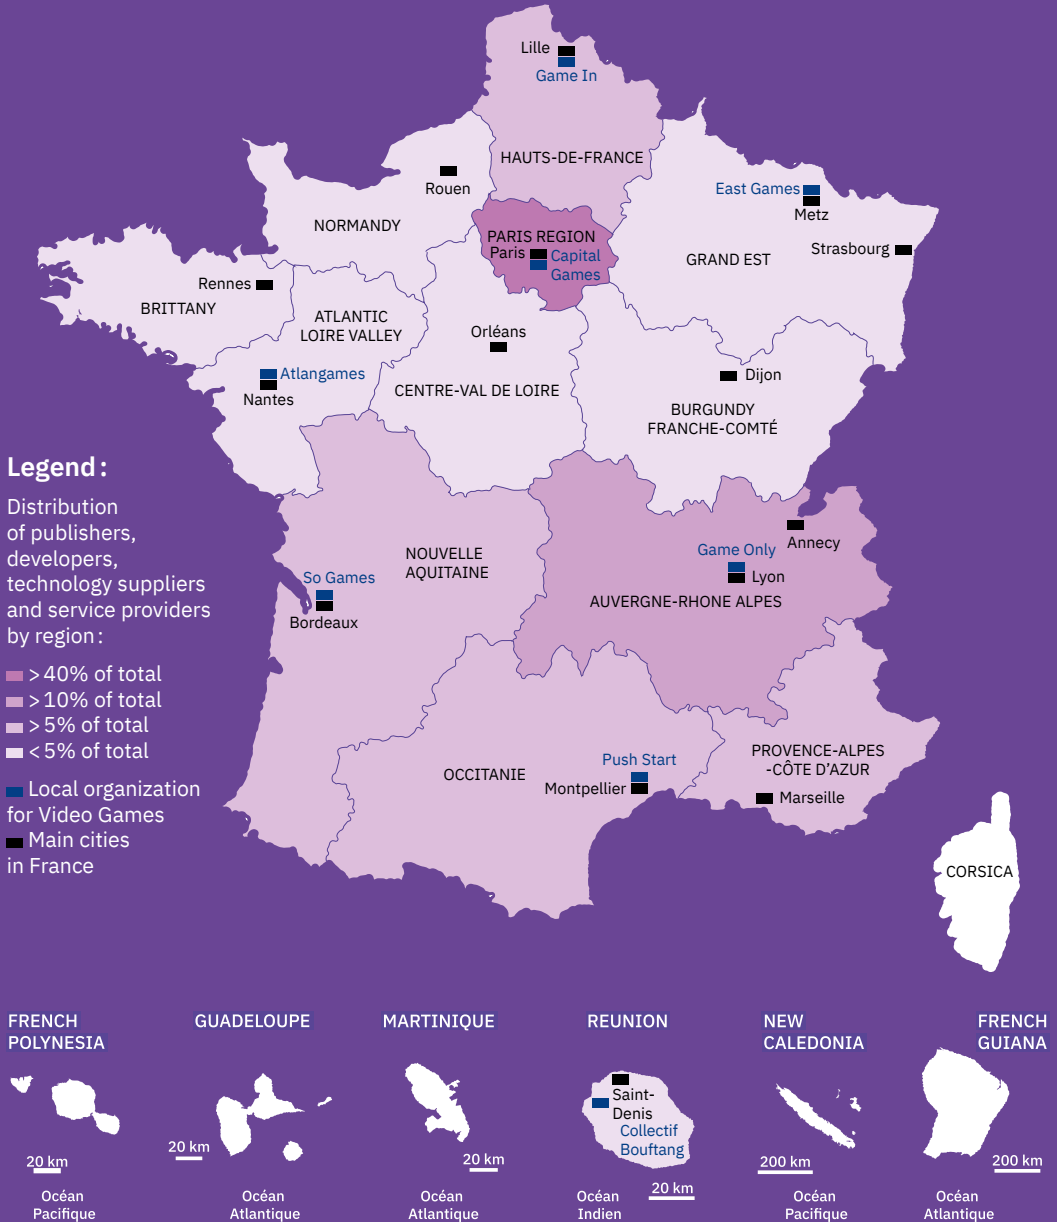 Lille
Game In
HAUTS-DE-FRANCE
Rouen
NORMANDY
East Games
Metz
Strasbourg
GRAND EST
PARIS REGION
Paris
Capital
Games
Rennes
BRITTANY
ATLANTIC
LOIRE VALLEY
Orléans
Atlangames
Nantes
CENTRE-VAL DE LOIRE
Dijon
BURGUNDY
FRANCHE-COMTÉ
Legend :
Distribution
of publishers,
developers,
technology suppliers
and service providers
by region :
> 40% of total
> 10% of total
> 5% of total
< 5% of total
Local organization
for Video Games
Main cities
in France
NOUVELLE
AQUITAINE
So Games
Bordeaux
Annecy
Game Only
Lyon
AUVERGNE-RHONE ALPES
OCCITANIE
Push Start
Montpellier
PROVENCE-ALPES
-CÔTE D'AZUR
Marseille
CORSICA
FRENCH
POLYNESIA
20 km
Océan
Pacifique
GUADELOUPE
20 km
Océan
Atlantique
MARTINIQUE
20 km
Océan
Atlantique
REUNION
Saint-
Denis
Collectif
Bouftang
20 km
Océan
Indien
NEW
CALEDONIA
200 km
Océan
Pacifique
FRENCH
GUIANA
200 km
Océan
Atlantique